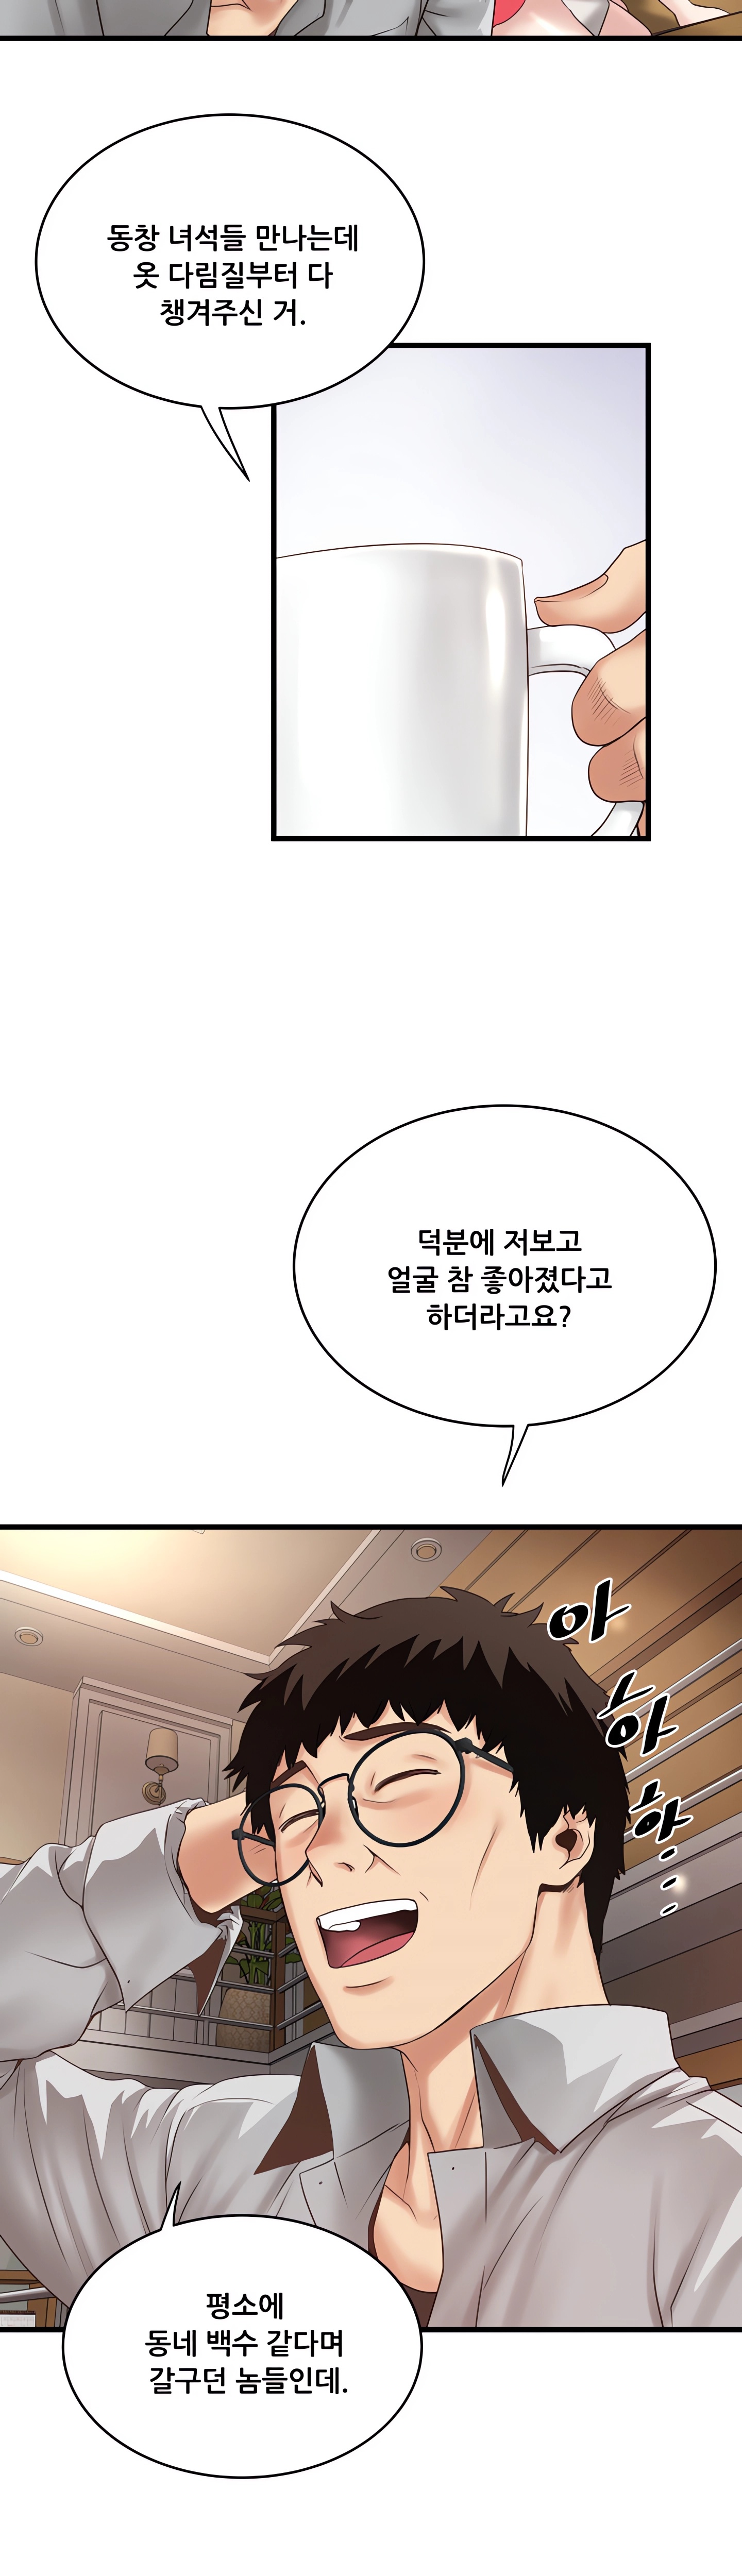 동창 녀석들 만나는데
옷 다림질부터 다
챙겨주신 거.
덕분에 저보고
얼굴 참 좋아졌다고
하더라고요?
아
하
하
평소에
동네 백수 같다며
갈구던 놈들인데.